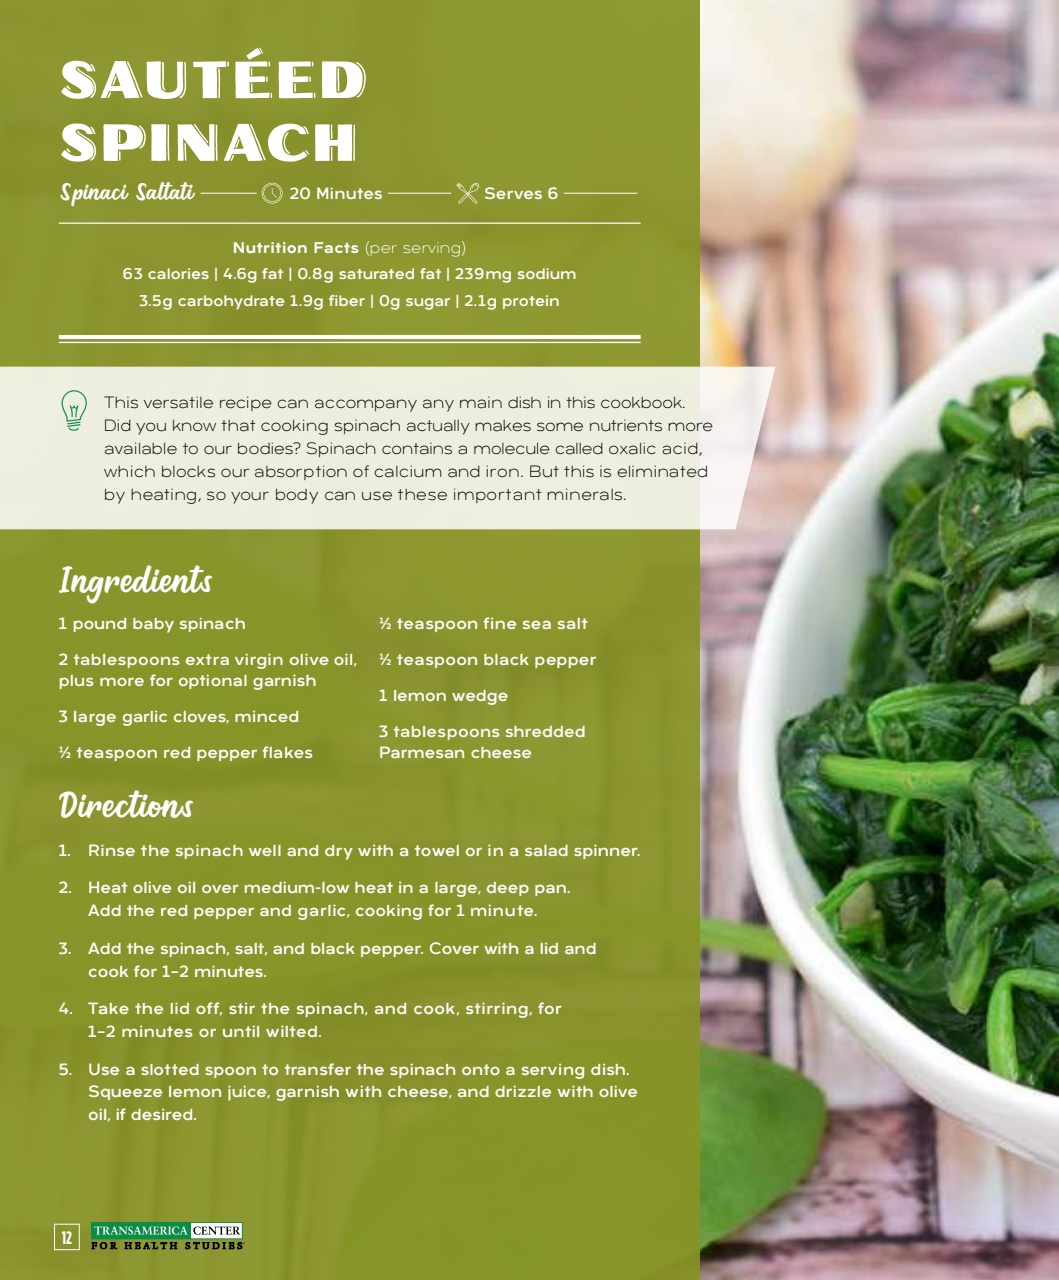 SAUTÉED
SPINACH
Spinaci Saltati 20 Minutes Serves 6
Nutrition Facts (per serving)
63 calories | 4.6g fat | 0.8g saturated fat | 239mg sodium
3.5g carbohydrate 1.9g fiber | 0g sugar | 2.1g protein
This versatile recipe can accompany any main dish in this cookbook.
Did you know that cooking spinach actually makes some nutrients more
available to our bodies? Spinach contains a molecule called oxalic acid,
which blocks our absorption of calcium and iron. But this is eliminated
by heating, so your body can use these important minerals.
Ingredients
1 pound baby spinach
2 tablespoons extra virgin olive oil,
plus more for optional garnish
3 large garlic cloves, minced
½ teaspoon red pepper flakes
½ teaspoon fine sea salt
½ teaspoon black pepper
1 lemon wedge
3 tablespoons shredded
Parmesan cheese
Directions
1. Rinse the spinach well and dry with a towel or in a salad spinner.
2. Heat olive oil over medium-low heat in a large, deep pan.
Add the red pepper and garlic, cooking for 1 minute.
3. Add the spinach, salt, and black pepper. Cover with a lid and
cook for 1–2 minutes.
4. Take the lid off, stir the spinach, and cook, stirring, for
1–2 minutes or until wilted.
5. Use a slotted spoon to transfer the spinach onto a serving dish.
Squeeze lemon juice, garnish with cheese, and drizzle with olive
oil, if desired.
12 TRANSAMERICA CENTER
FOR HEALTH STUDIES